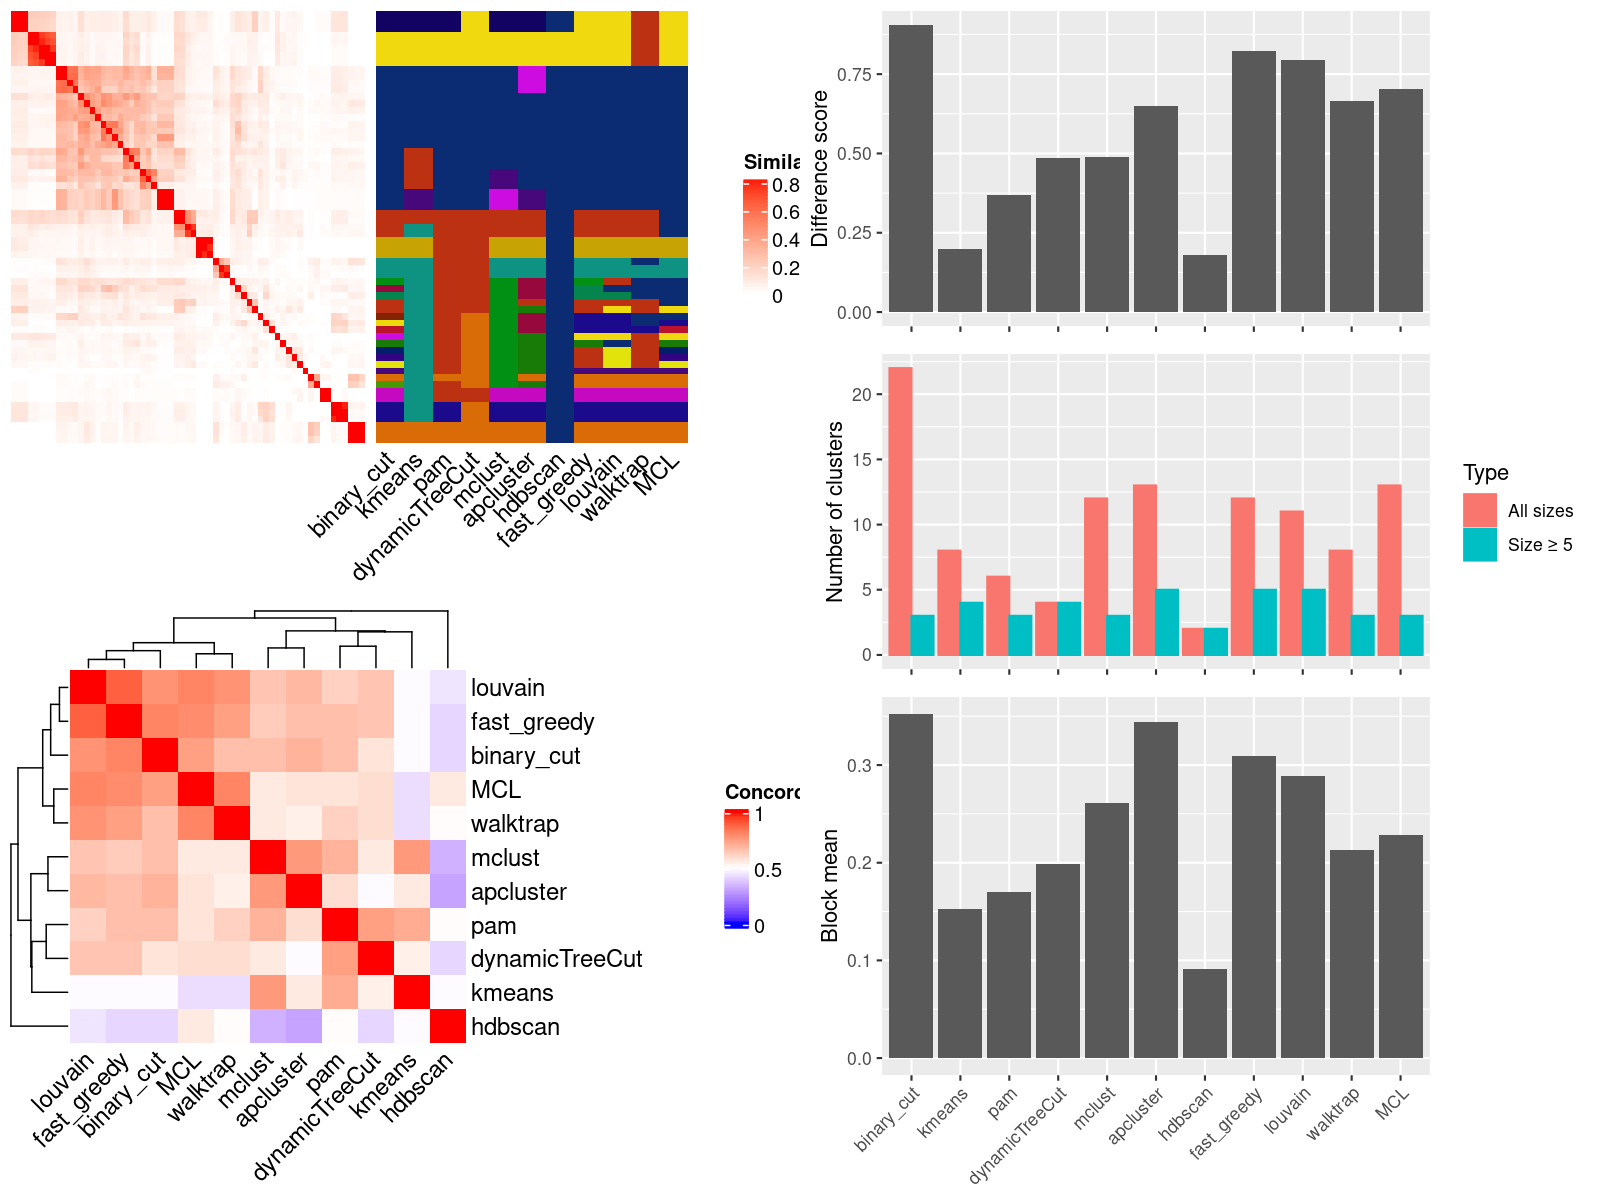 Simila
0.8
0.6
0.4
0.2
0
binary_cut
kmeans
pam
dynamicTreeCut
mclust
apcluster
hdbscan
fast_greedy
louvain
walktrap
MCL
louvain
fast_greedy
binary_cut
MCL
walktrap
mclust
apcluster
pam
dynamicTreeCut
kmeans
hdbscan
louvain
fast_greedy
binary_cut
MCL
walktrap
mclust
apcluster
pam
dynamicTreeCut
kmeans
hdbscan
Concord
1
0.5
0
Difference score
0.75
0.50
0.25
0.00
Number of clusters
20
15
10
5
0
Type
All sizes
Size ≥ 5
Block mean
0.3
0.2
0.1
0.0
binary_cut
kmeans
pam
dynamicTreeCut
mclust
apcluster
hdbscan
fast_greedy
louvain
walktrap
MCL